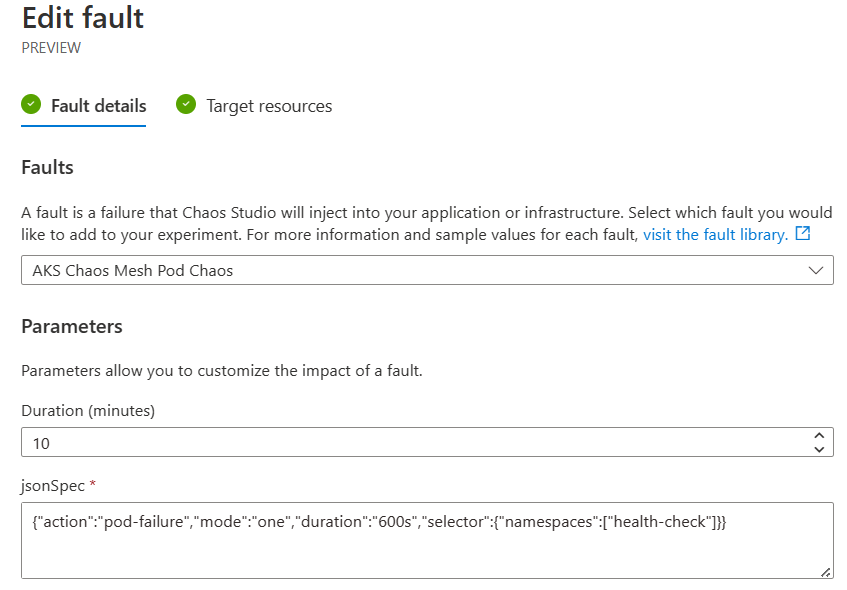 Edit fault
PREVIEW
Fault details
Target resources
Faults
A fault is a failure that Chaos Studio will inject into your application or infrastructure. Select which fault you would
like to add to your experiment. For more information and sample values for each fault, visit the fault library.
AKS Chaos Mesh Pod Chaos
Parameters
Parameters allow you to customize the impact of a fault.
Duration (minutes)
10
jsonSpec *
{"action":"pod-failure","mode":"one","duration":"600s","selector":{"namespaces":["health-check"]}}